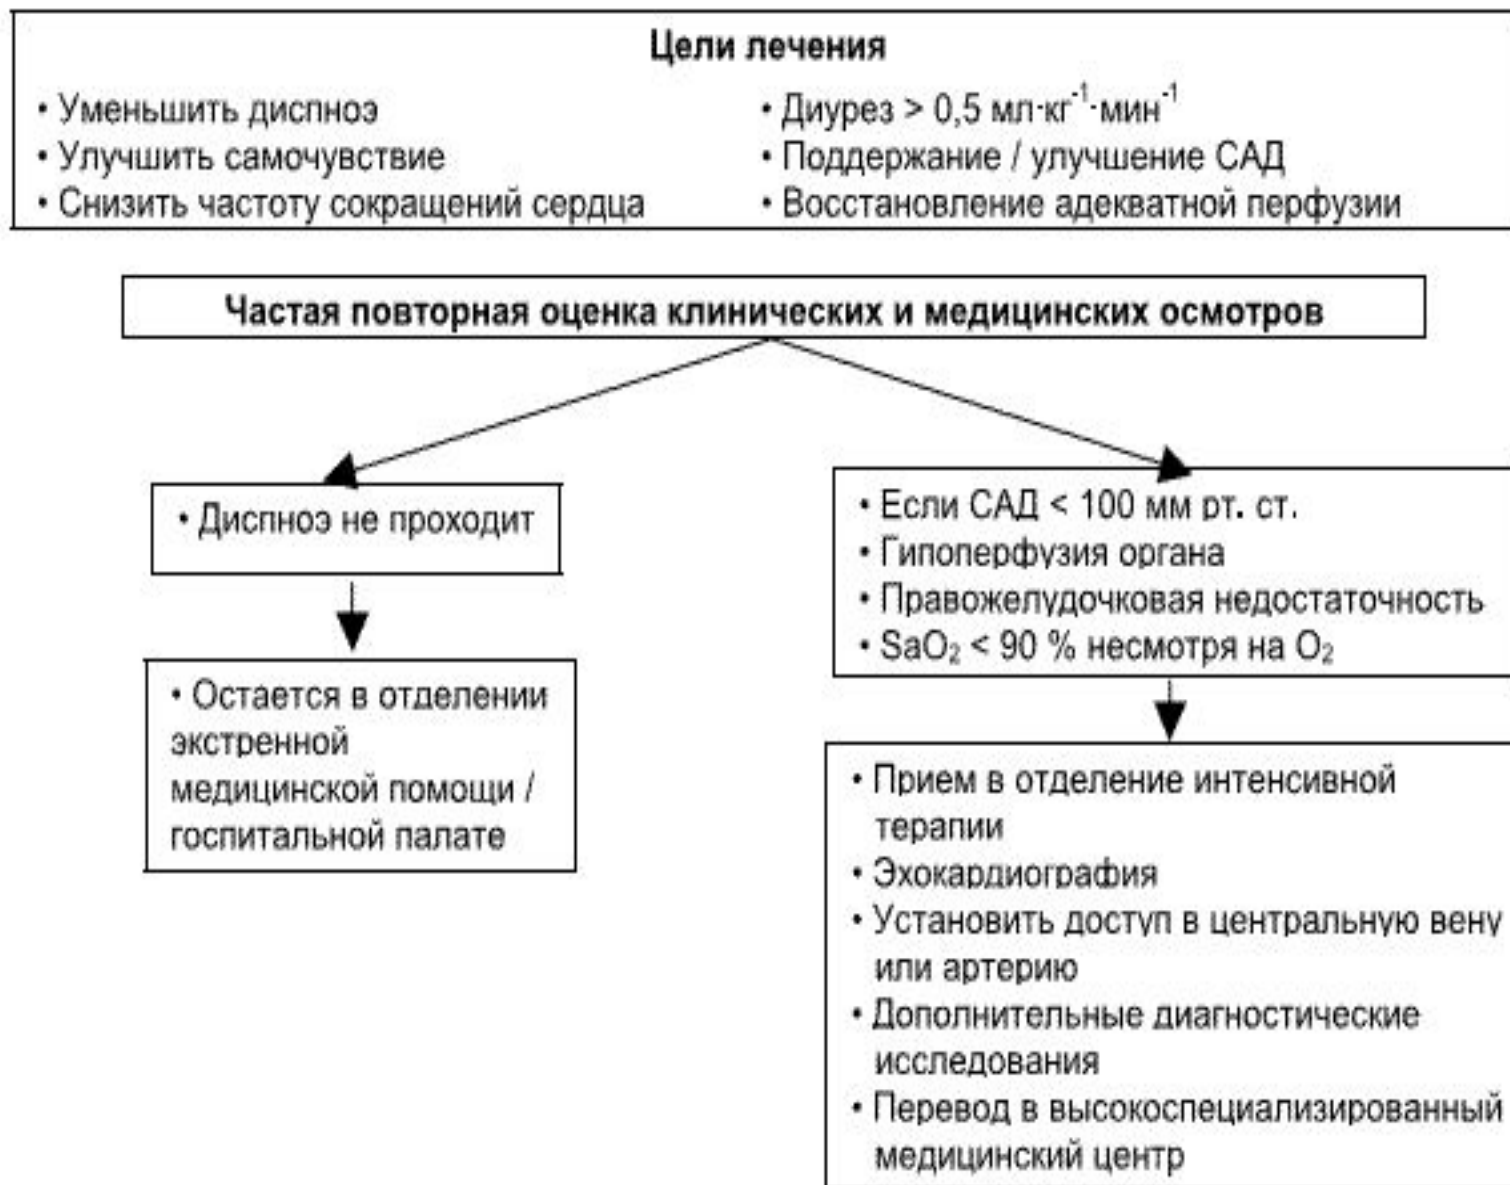 Цели лечения
• Уменьшить диспноэ
• Улучшить самочувствие
• Снизить частоту сокращений сердца
• Диурез > 0,5 мл·кг⁻¹·мин⁻¹
• Поддержание / улучшение САД
• Восстановление адекватной перфузии
Частая повторная оценка клинических и медицинских осмотров
• Диспноэ не проходит
• Остается в отделении
экстренной
медицинской помощи /
госпитальной палате
• Если САД < 100 мм рт. ст.
• Гипоперфузия органа
• Правожелудочковая недостаточность
• SaO₂ < 90 % несмотря на O₂
• Прием в отделение интенсивной
терапии
• Эхокардиография
• Установить доступ в центральную вену
или артерию
• Дополнительные диагностические
исследования
• Перевод в высокоспециализированный
медицинский центр